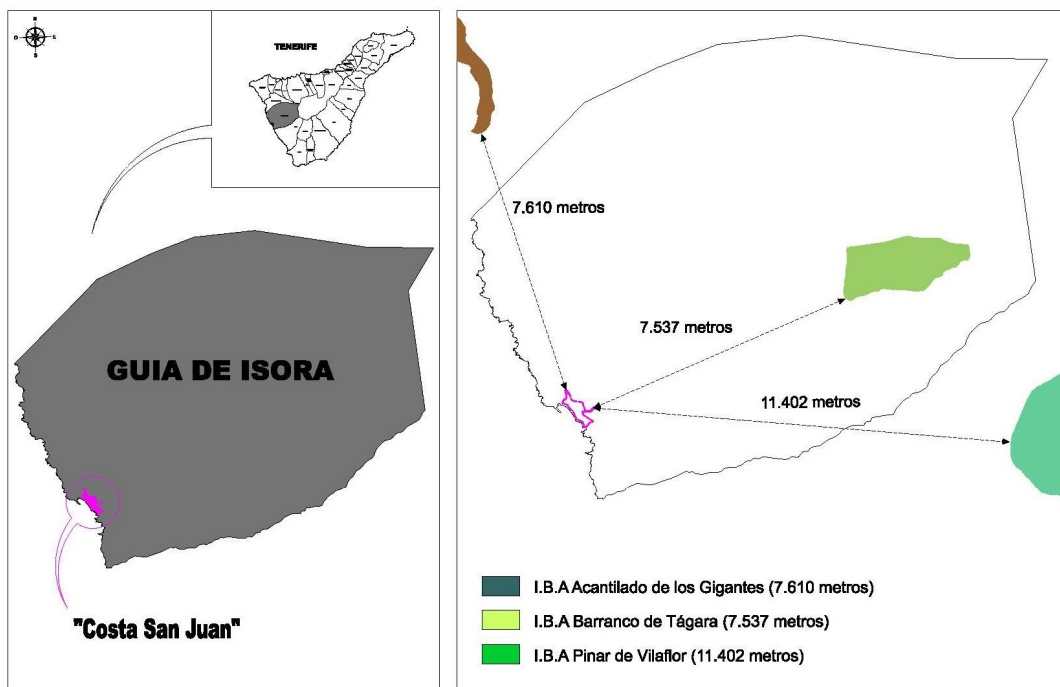 N
S
TENERIFE
GUIA DE ISORA
"Costa San Juan"
7.610 metros
7.537 metros
11.402 metros
I.B.A Acantilado de los Gigantes (7.610 metros)
I.B.A Barranco de Tágara (7.537 metros)
I.B.A Pinar de Vilaflor (11.402 metros)